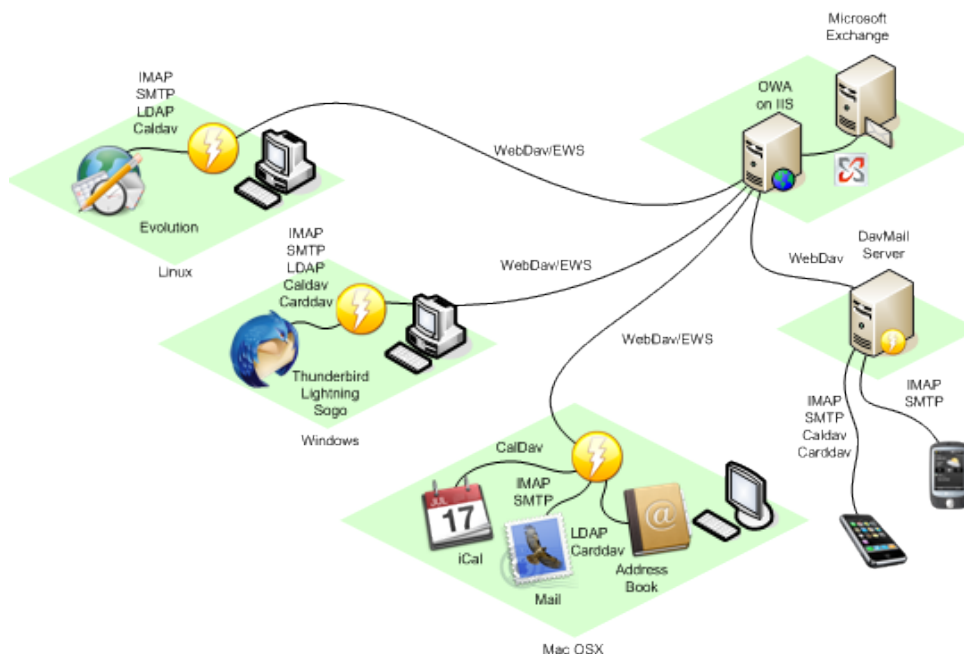 Microsoft
Exchange
OWA
on IIS
IMAP
SMTP
LDAP
Caldav
WebDav/EWS
Evolution
Linux
IMAP
SMTP
LDAP
Caldav
Carddav
WebDav/EWS
Thunderbird
Lightning
Sogo
Windows
WebDav
DavMail
Server
WebDav/EWS
IMAP
SMTP
Caldav
Carddav
IMAP
SMTP
CalDav
JUL
17
iCal
IMAP
SMTP
Mail
LDAP
Carddav
@
Address
Book
Mac OSX